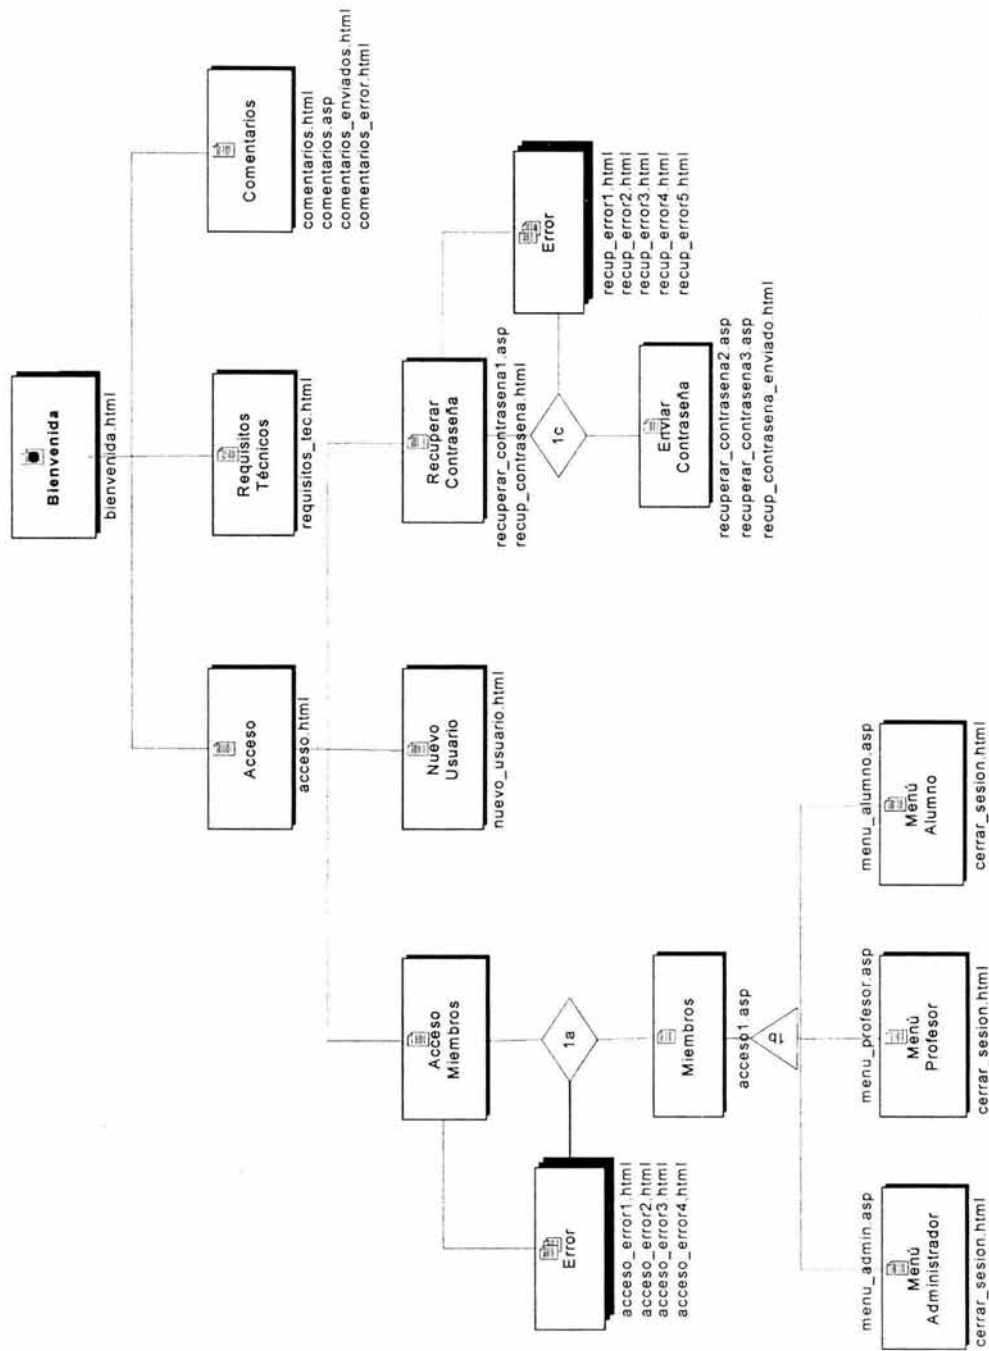 Bienvenida
bienvenida.html
Acceso
acceso.html
Requisitos
Técnicos
requisitos_tec.html
Comentarios
comentarios.html
comentarios.asp
comentarios_enviados.html
comentarios_error.html
Acceso
Miembros
Nuevo
Usuario
nuevo_usuario.html
Recuperar
Contraseña
recuperar_contrasena1.asp
recup_contrasena.html
Error
acceso_error1.html
acceso_error2.html
acceso_error3.html
acceso_error4.html
1a
1c
Error
recup_error1.html
recup_error2.html
recup_error3.html
recup_error4.html
recup_error5.html
Miembros
acceso1.asp
Enviar
Contraseña
recuperar_contrasena2.asp
recuperar_contrasena3.asp
recup_contrasena_enviado.html
1b
menu_admin.asp
Menú
Administrador
cerrar_sesion.html
menu_profesor.asp
Menú
Profesor
cerrar_sesion.html
menu_alumno.asp
Menú
Alumno
cerrar_sesion.html